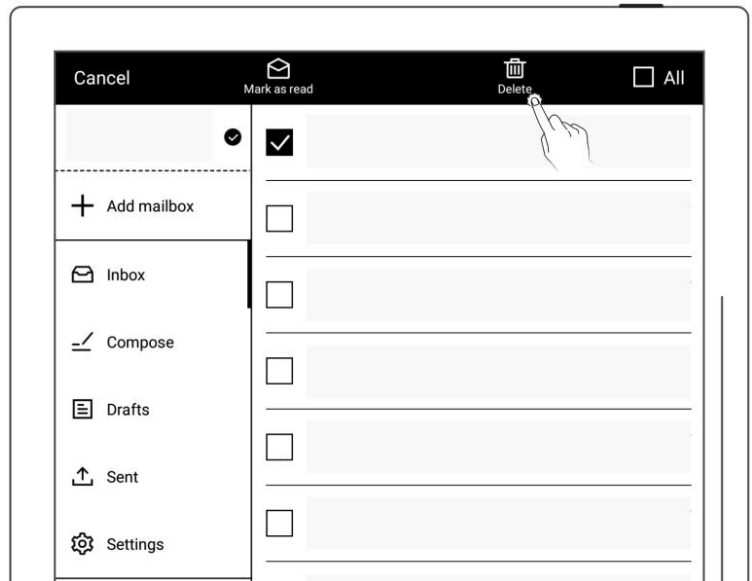 Cancel
Mark as read
Delete
All
Add mailbox
Inbox
Compose
Drafts
Sent
Settings